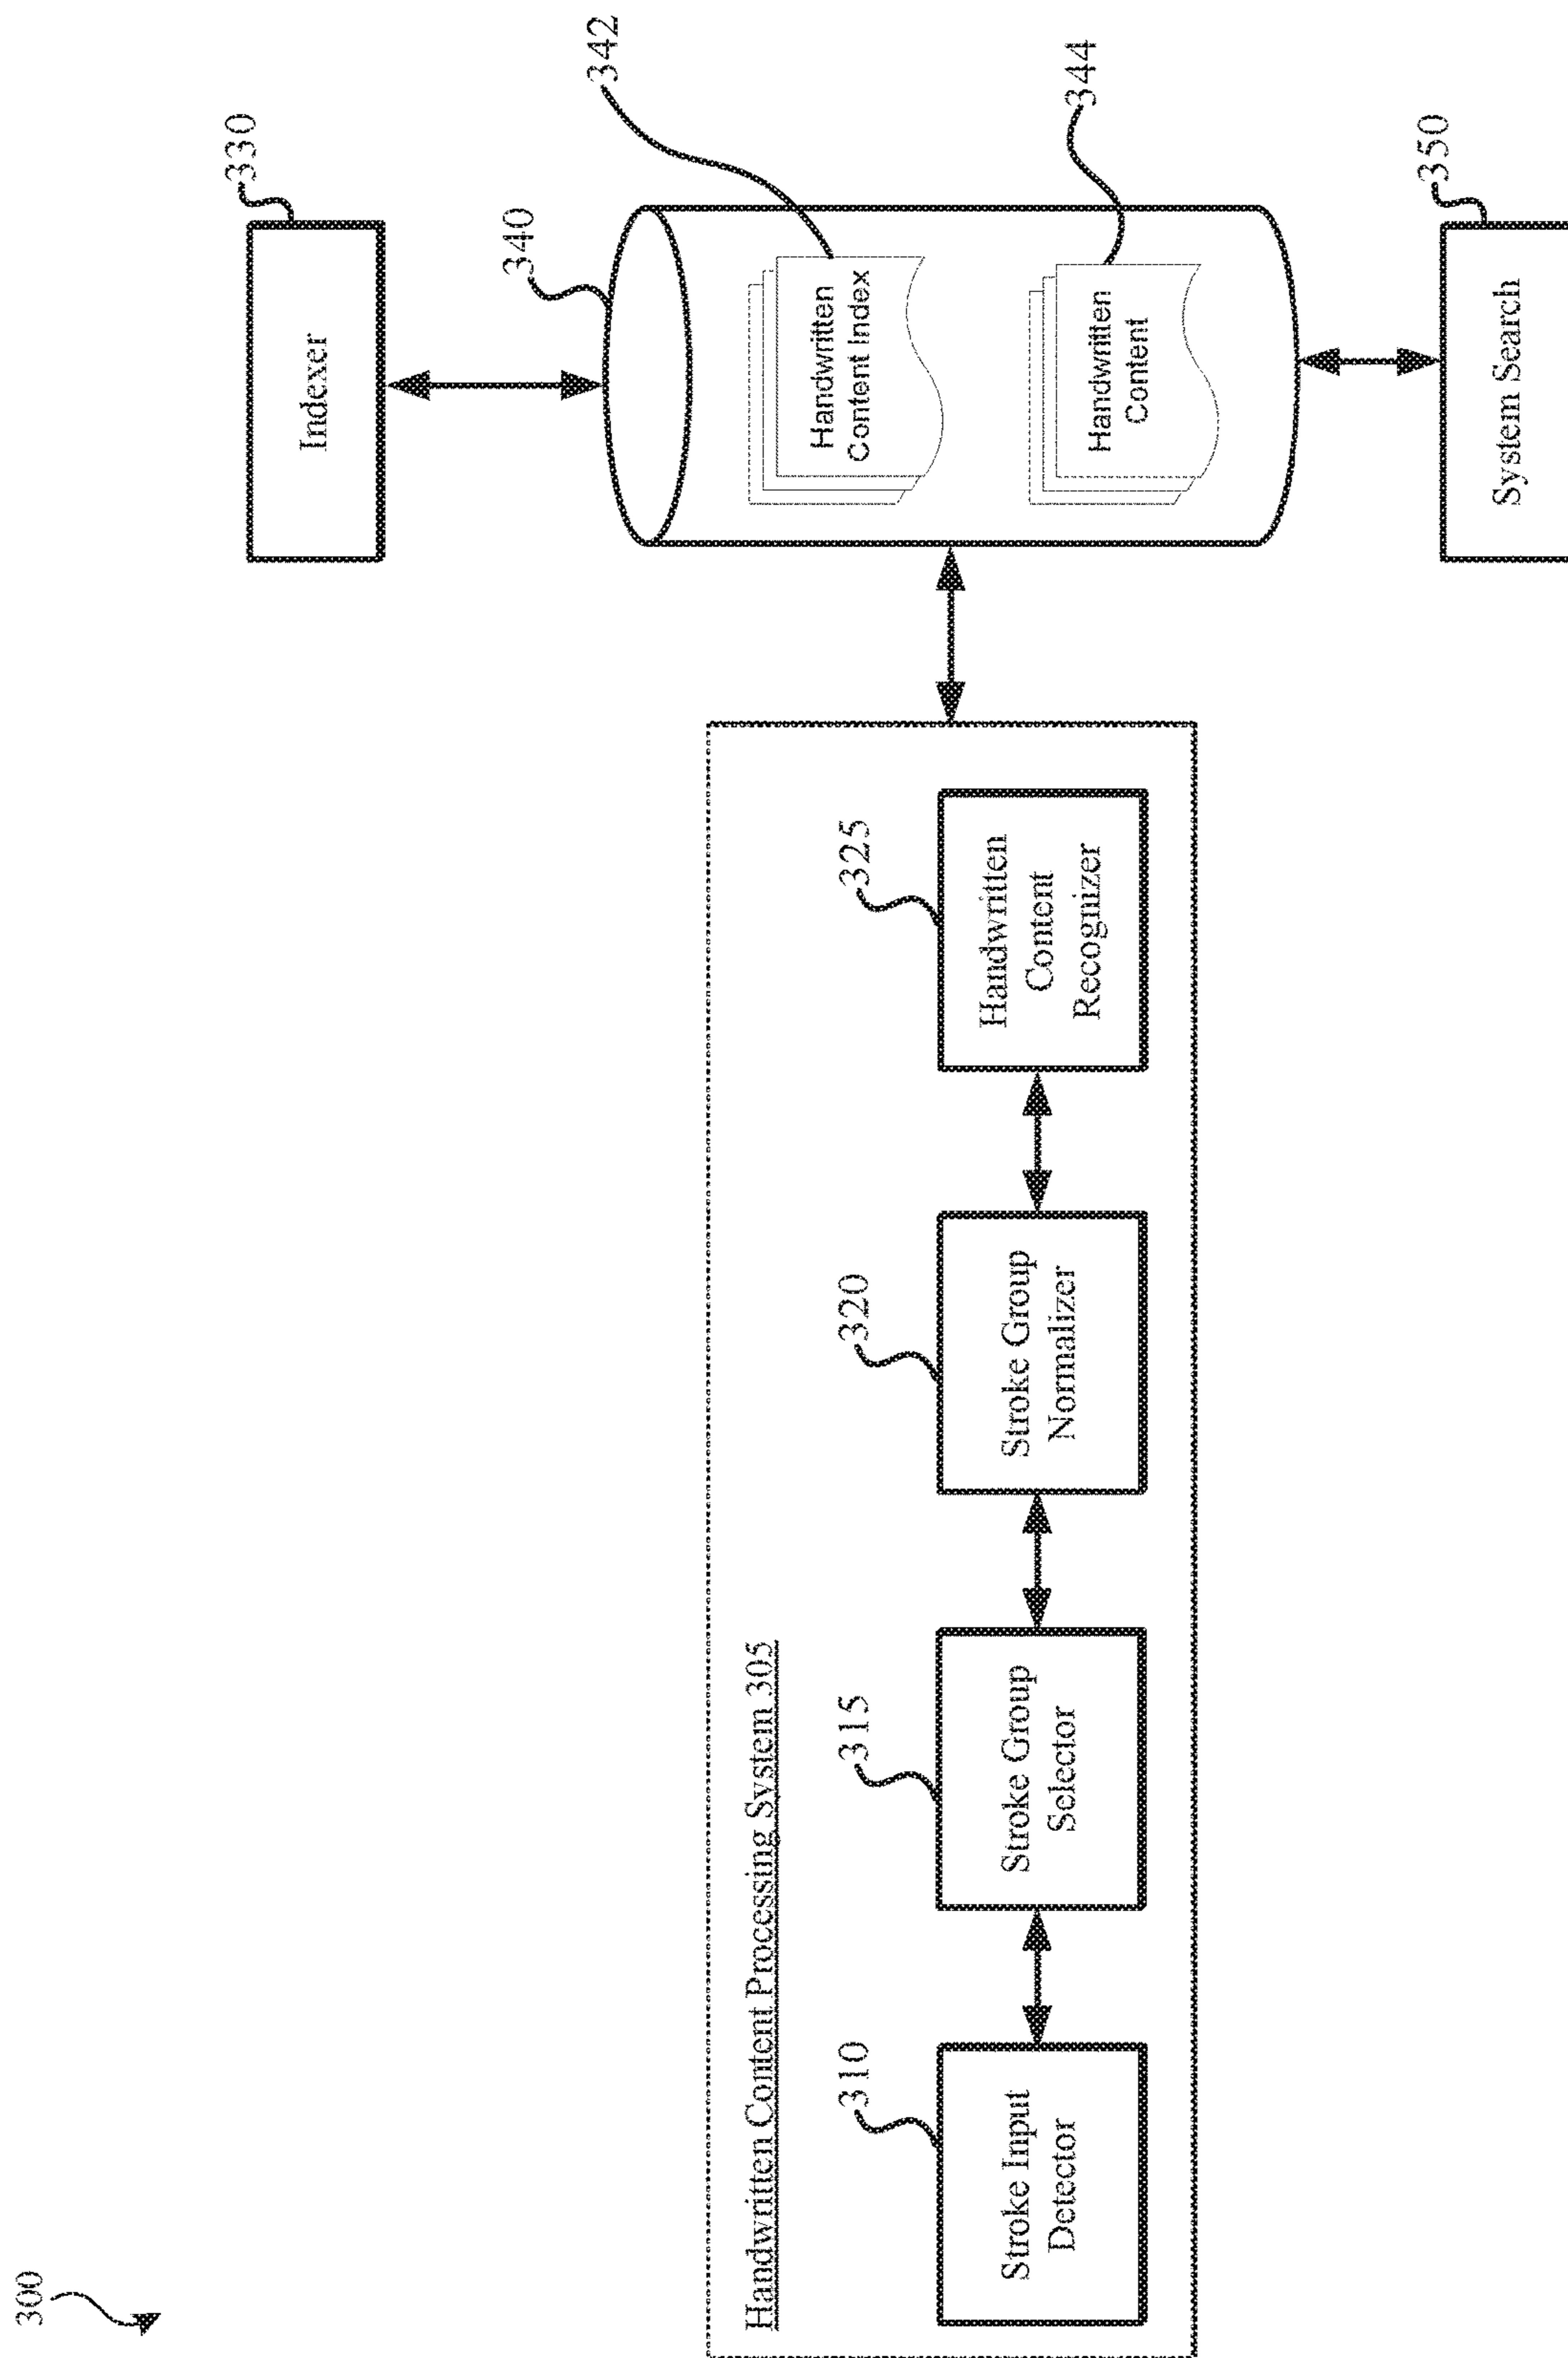 300
Handwritten Content Processing System 305
310
Stroke Input
Detector
315
Stroke Group
Selector
320
Stroke Group
Normalizer
325
Handwritten
Content
Recognizer
330
Indexer
340
342
Handwritten
Content Index
344
Handwritten
Content
350
System Search